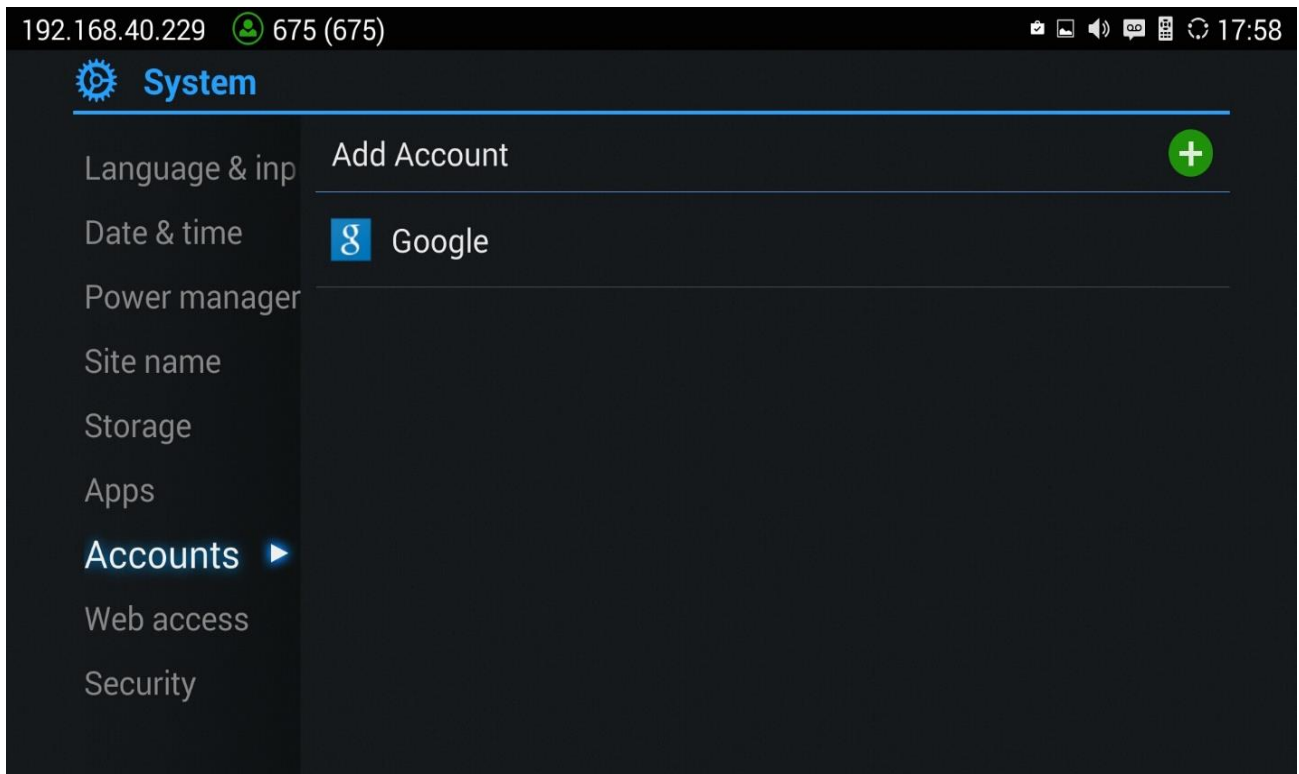 192.168.40.229 675 (675) 17:58
System
Language & inp
Add Account
Date & time
Google
Power manager
Site name
Storage
Apps
Accounts
Web access
Security